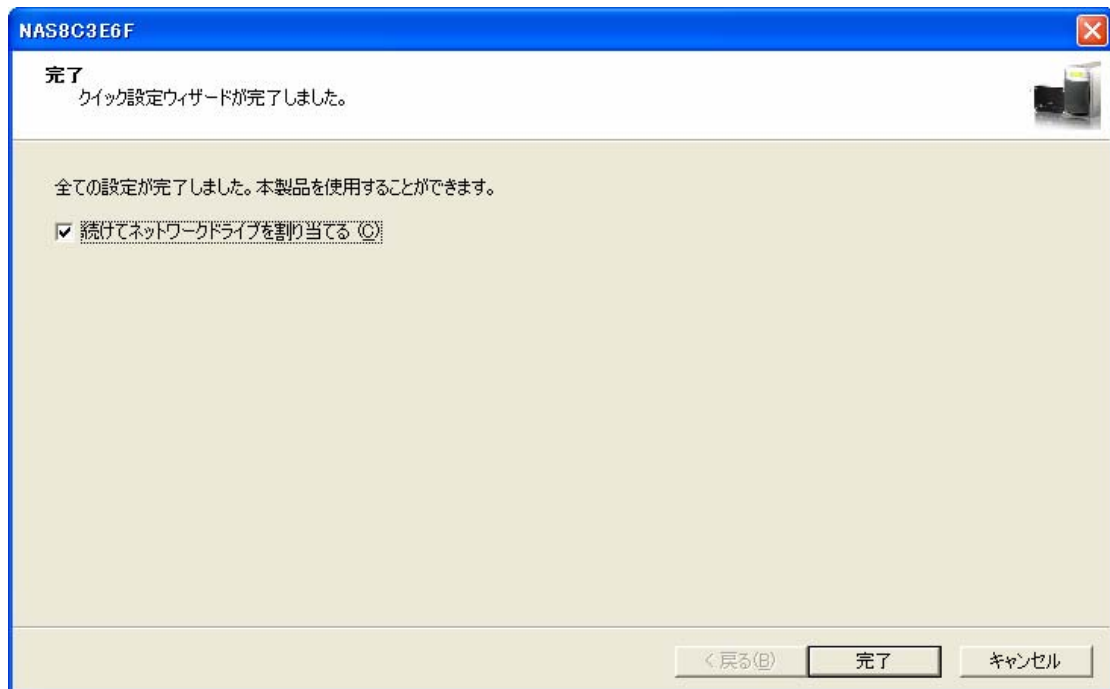 NAS8C3E6F
完了
クイック設定ウィザードが完了しました。
全ての設定が完了しました。本製品を使用することができます。
続けてネットワークドライブを割り当てる (C)
< 戻る(B)
完了
キャンセル